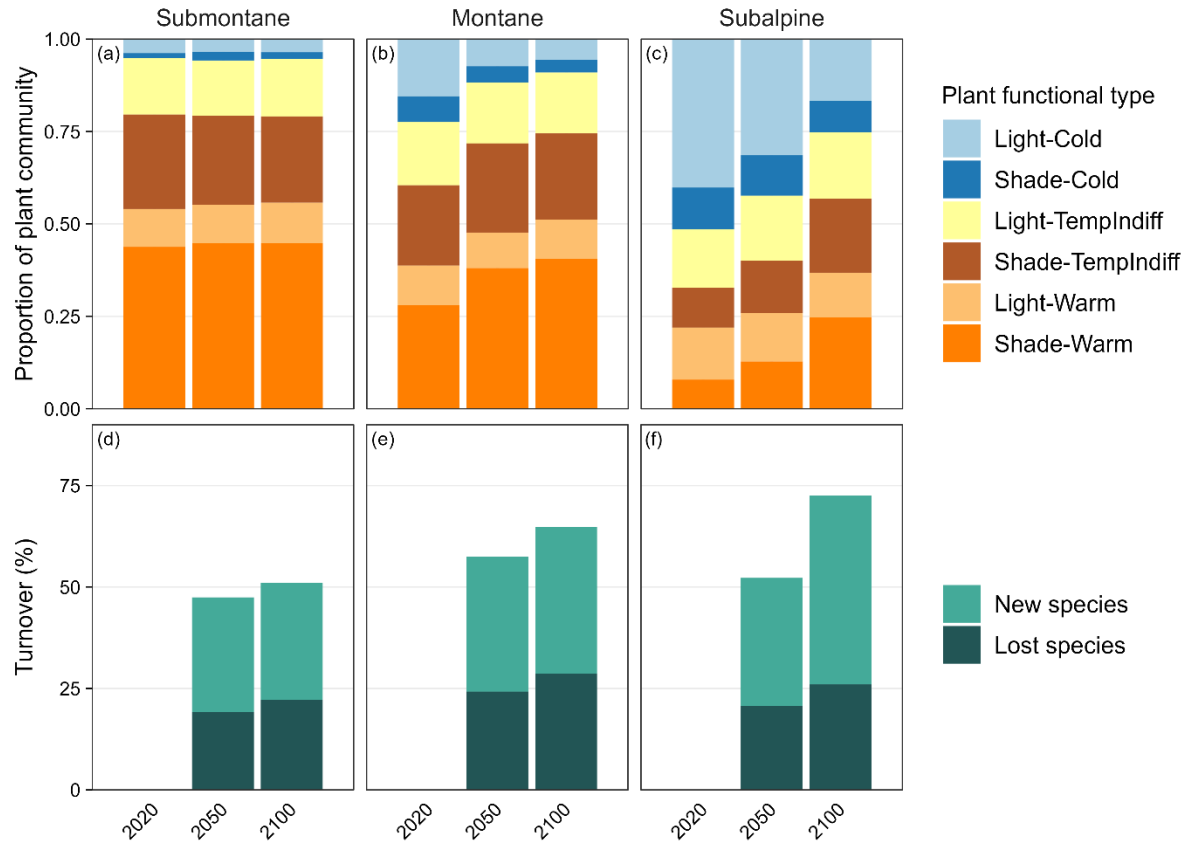 Submontane
Montane
Subalpine
Proportion of plant community
1.00
0.75
0.50
0.25
0.00
(a)
(b)
(c)
Plant functional type
Light-Cold
Shade-Cold
Light-TempIndiff
Shade-TempIndiff
Light-Warm
Shade-Warm
Turnover (%)
75
50
25
0
(d)
(e)
(f)
New species
Lost species
2020
2050
2100
2020
2050
2100
2020
2050
2100